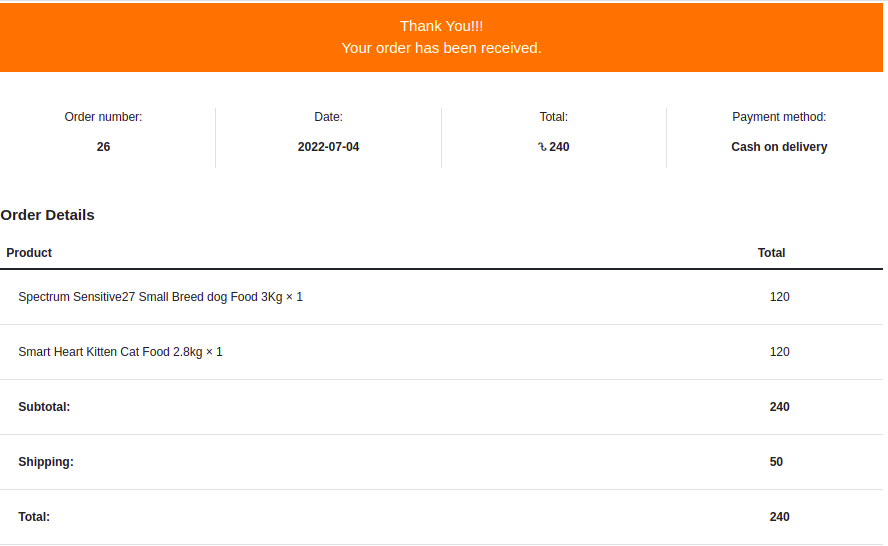 Thank You!!!
Your order has been received.
Order number: Date: Total: Payment method:
26 2022-07-04 ৳ 240 Cash on delivery
Order Details
Product Total
Spectrum Sensitive27 Small Breed dog Food 3Kg × 1 120
Smart Heart Kitten Cat Food 2.8kg × 1 120
Subtotal: 240
Shipping: 50
Total: 240